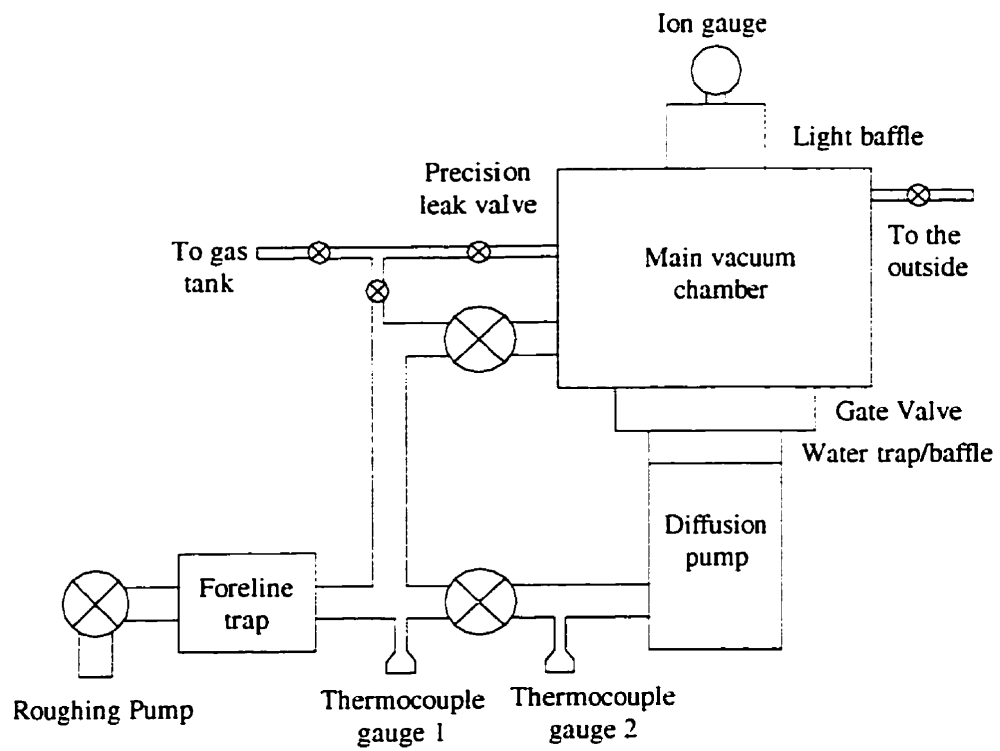 Ion gauge
Light baffle
Precision
leak valve
To gas
tank
Main vacuum
chamber
To the
outside
Gate Valve
Water trap/baffle
Diffusion
pump
Foreline
trap
Roughing Pump
Thermocouple
gauge 1
Thermocouple
gauge 2